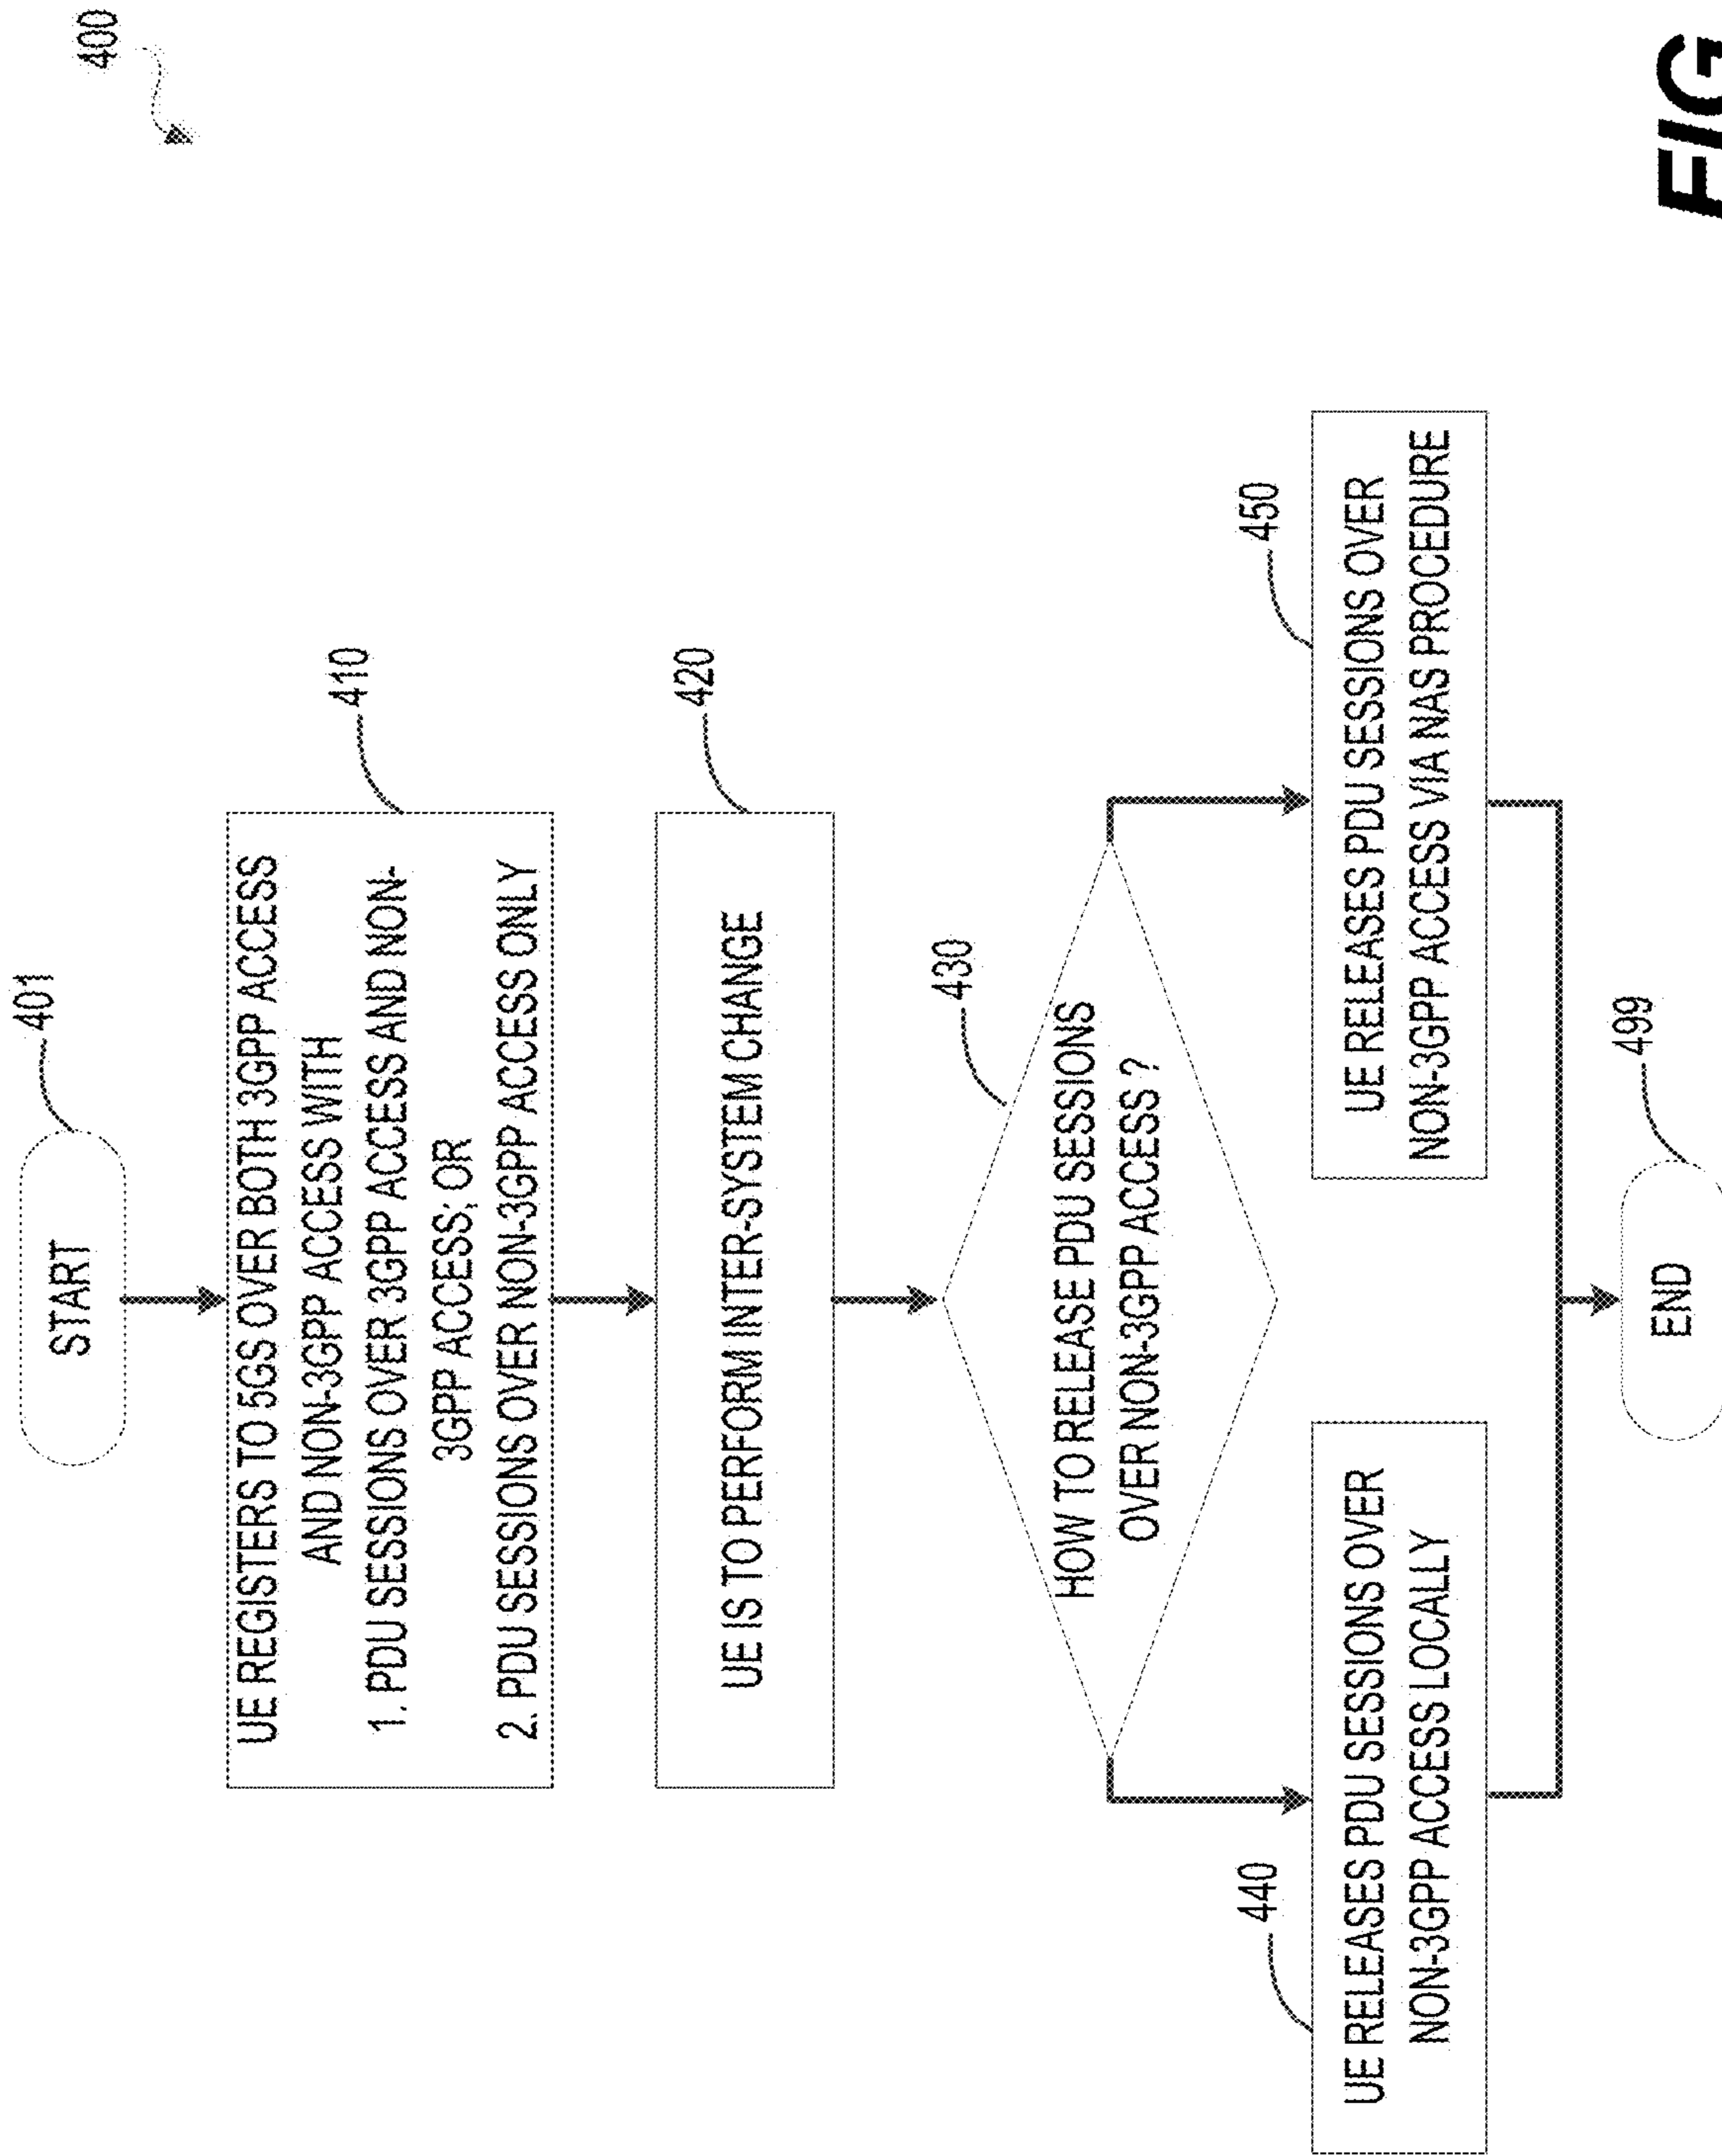 400
START
401
UE REGISTERS TO 5GS OVER BOTH 3GPP ACCESS
AND NON-3GPP ACCESS WITH
1. PDU SESSIONS OVER 3GPP ACCESS AND NON-
3GPP ACCESS; OR
2. PDU SESSIONS OVER NON-3GPP ACCESS ONLY
410
UE IS TO PERFORM INTER-SYSTEM CHANGE
420
HOW TO RELEASE PDU SESSIONS
OVER NON-3GPP ACCESS ?
430
440
UE RELEASES PDU SESSIONS OVER
NON-3GPP ACCESS LOCALLY
450
UE RELEASES PDU SESSIONS OVER
NON-3GPP ACCESS VIA NAS PROCEDURE
END
499
FIG